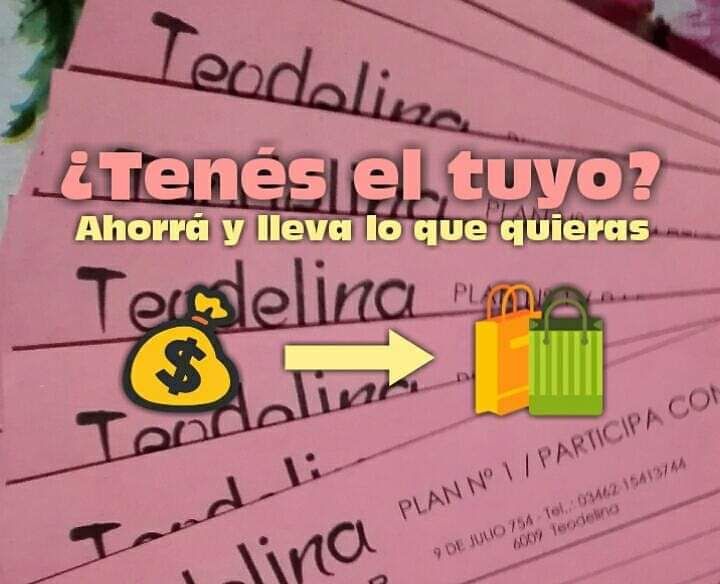 Teodelina
¿Tenés el tuyo?
Ahorrá y lleva lo que quieras
Teodelina
Teodelina
PLAN Nº 1 / PARTICIPA CON
9 DE JULIO 754 - Tel.: 03462-15413744
6009 Teodelina